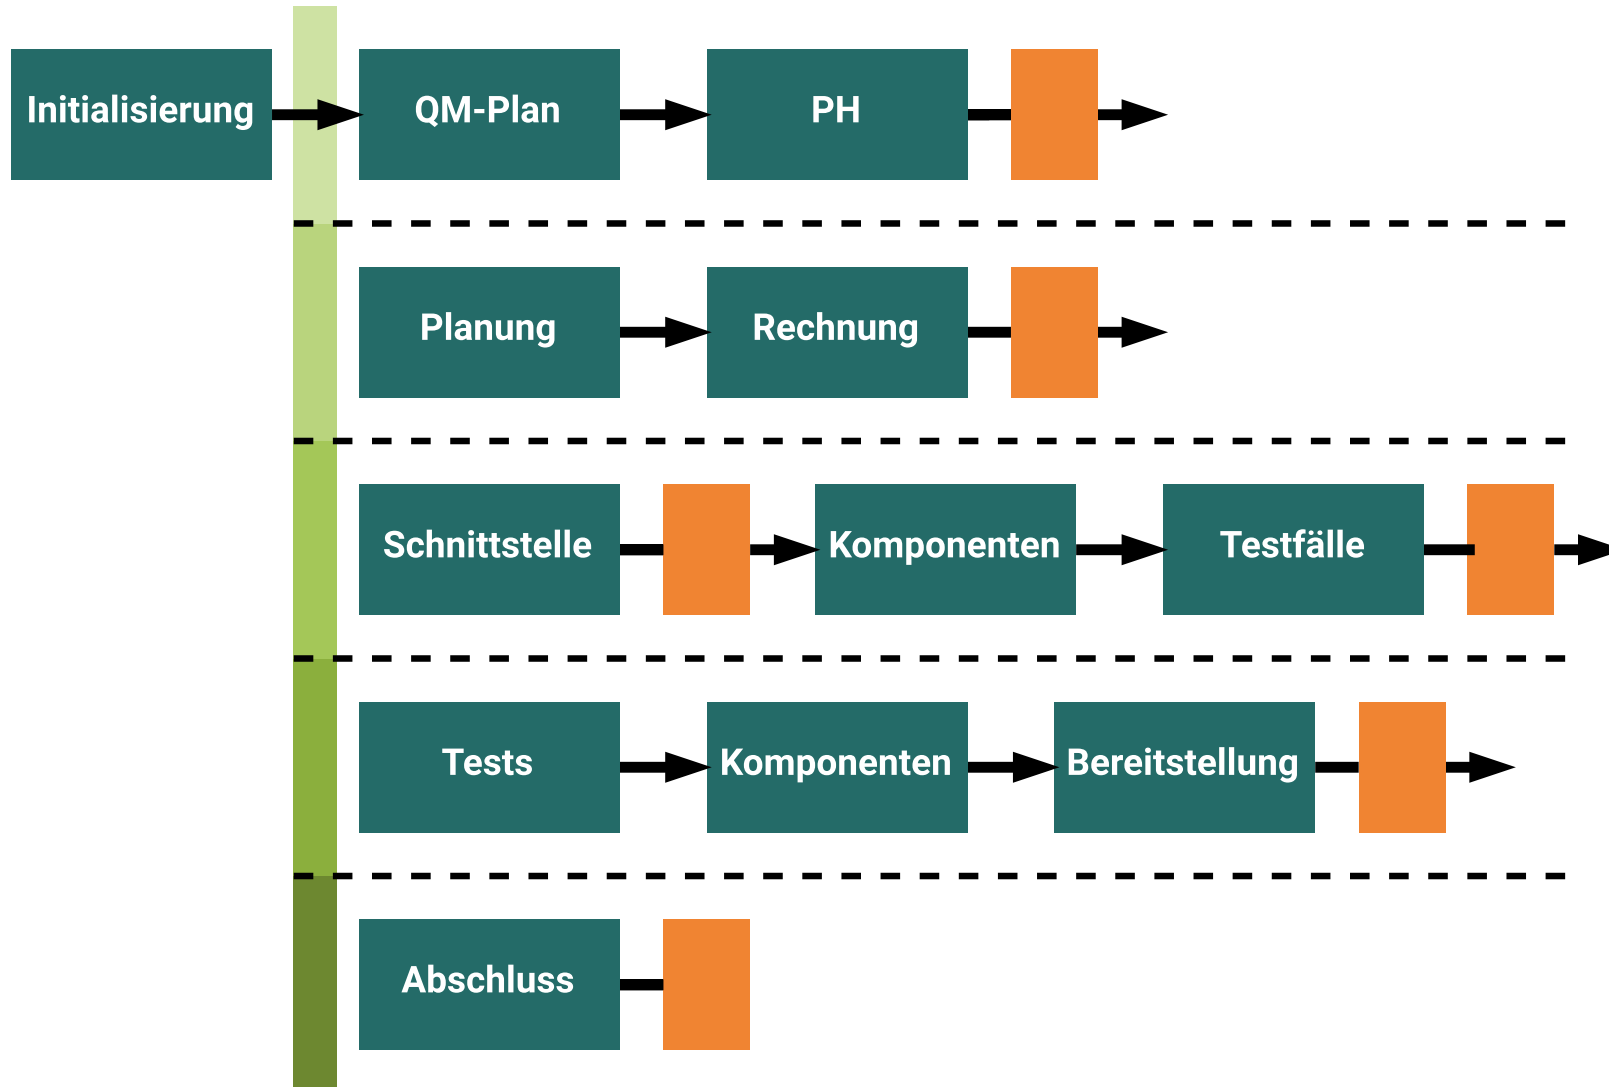 Initialisierung
QM-Plan
PH
Planung
Rechnung
Schnittstelle
Komponenten
Testfälle
Tests
Komponenten
Bereitstellung
Abschluss